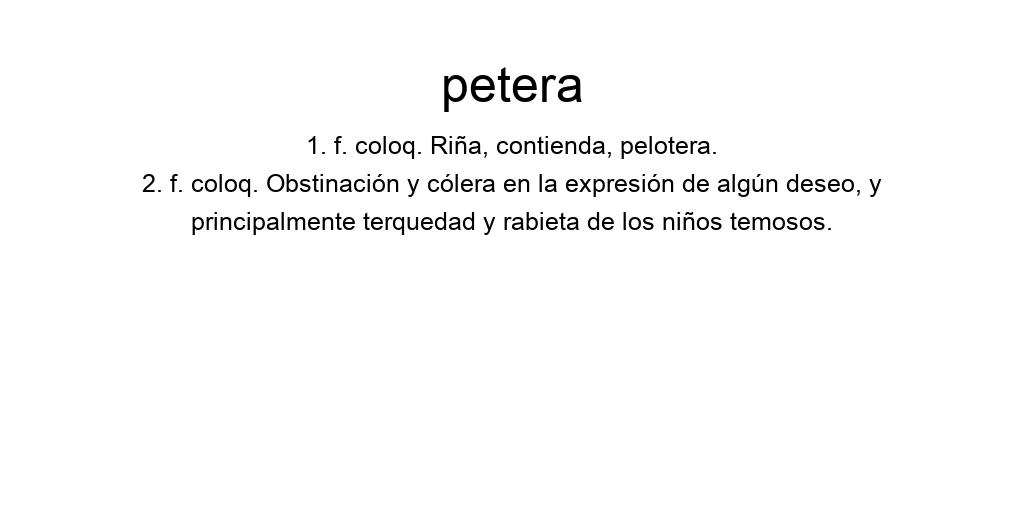 petera
1. f. coloq. Riña, contienda, pelotera.
2. f. coloq. Obstinación y cólera en la expresión de algún deseo, y
principalmente terquedad y rabieta de los niños temosos.